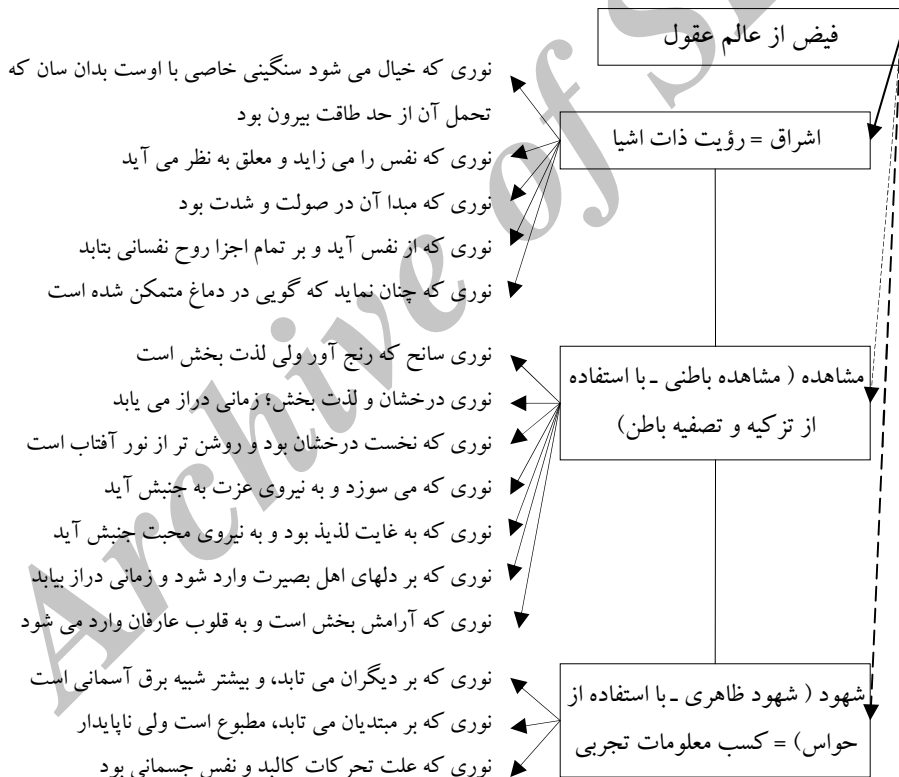 فیض از عالم عقول
اشراق = رؤیت ذات اشیا
نوری که خیال می شود سنگینی خاصی با اوست بدان سان که
تحمل آن از حد طاقت بیرون بود
نوری که نفس را می زاید و معلق به نظر می آید
نوری که مبدا آن در صولت و شدت بود
نوری که از نفس آید و بر تمام اجزا روح نفسانی بتابد
نوری که چنان نماید که گویی در دماغ متمکن شده است
مشاهده ( مشاهده باطنی ـ با استفاده
از تزکیه و تصفیه باطن)
نوری سانح که رنج آور ولی لذت بخش است
نوری درخشان و لذت بخش؛ زمانی دراز می یابد
نوری که نخست درخشان بود و روشن تر از نور آفتاب است
نوری که می سوزد و به نیروی عزت به جنبش آید
نوری که به غایت لذیذ بود و به نیروی محبت جنبش آید
نوری که بر دلهای اهل بصیرت وارد شود و زمانی دراز بیابد
نوری که آرامش بخش است و به قلوب عارفان وارد می شود
شهود ( شهود ظاهری ـ با استفاده از
حواس) = کسب معلومات تجربی
نوری که بر دیگران می تابد، و بیشتر شبیه برق آسمانی است
نوری که بر مبتدیان می تابد، مطبوع است ولی ناپایدار
نوری که علت تحرکات کالبد و نفس جسمانی بود
Archive of S